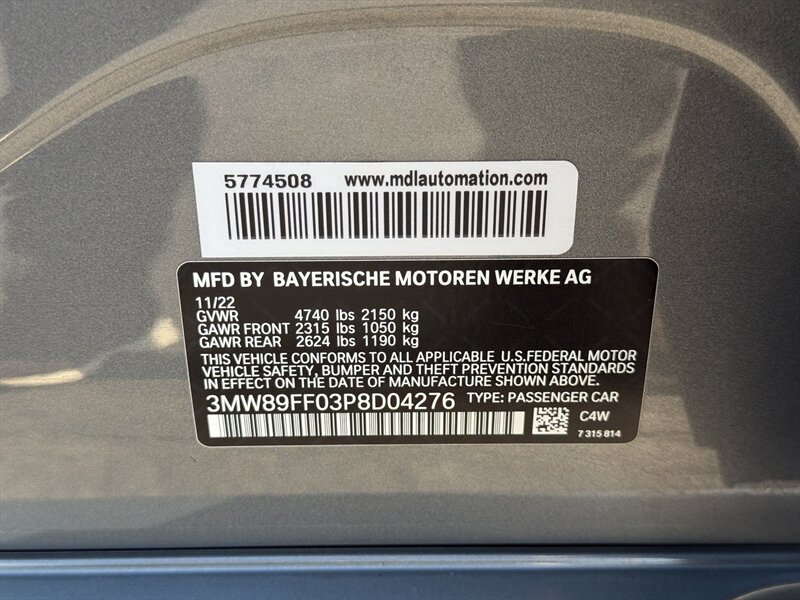 5774508 www.mdlautomation.com
MFD BY BAYERISCHE MOTOREN WERKE AG
11/22
GVWR 4740 lbs 2150 kg
GAWR FRONT 2315 lbs 1050 kg
GAWR REAR 2624 lbs 1190 kg
THIS VEHICLE CONFORMS TO ALL APPLICABLE U.S.FEDERAL MOTOR
VEHICLE SAFETY, BUMPER AND THEFT PREVENTION STANDARDS
IN EFFECT ON THE DATE OF MANUFACTURE SHOWN ABOVE.
3MW89FF03P8D04276 TYPE: PASSENGER CAR
C4W
7 315 814